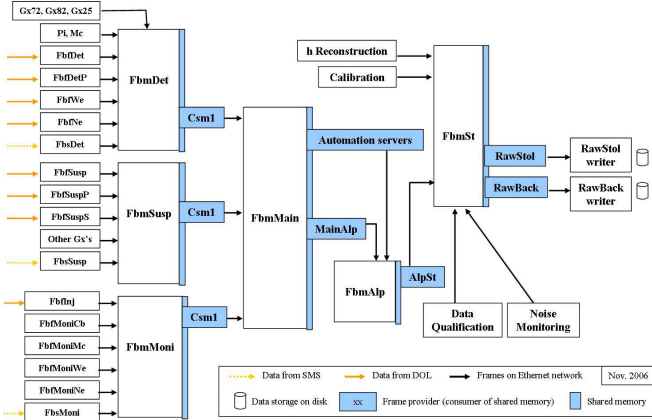 Gx72, Gx82, Gx25
Pi, Mc
FbfDet
FbfDetP
FbfWe
FbfNe
FbsDet
FbmDet
Csm1
FbfSusp
FbfSuspP
FbfSuspS
Other Gx's
FbsSusp
FbmSusp
Csm1
FbfInj
FbfMoniCb
FbfMoniMc
FbfMoniWe
FbfMoniNe
FbsMoni
FbmMoni
Csm1
FbmMain
Automation servers
MainAlp
FbmAlp
AlpSt
h Reconstruction
Calibration
FbmSt
RawStol
RawBack
RawStol
writer
RawBack
writer
Data
Qualification
Noise
Monitoring
Data from SMS
Data from DOL
Frames on Ethernet network
Nov. 2006
Data storage on disk
xx
Frame provider (consumer of shared memory)
Shared memory